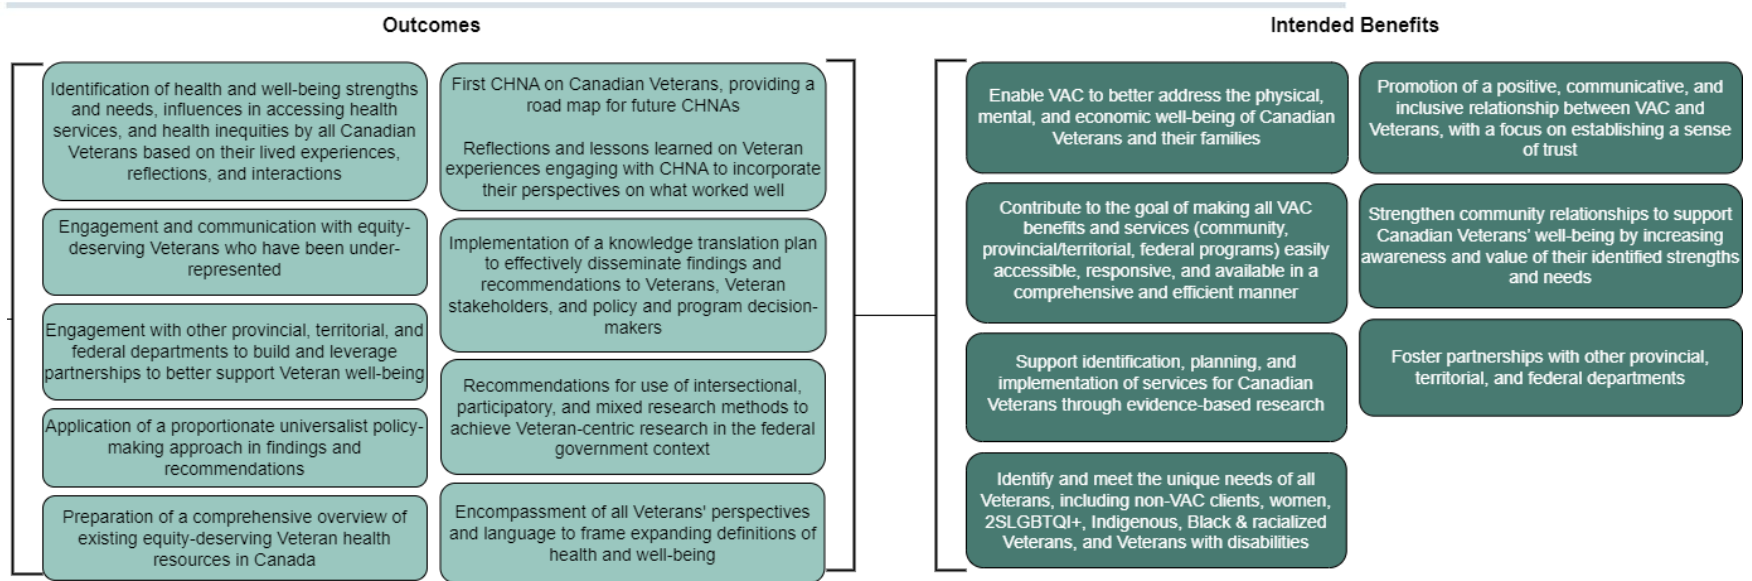 Outcomes
Identification of health and well-being strengths
and needs, influences in accessing health
services, and health inequities by all Canadian
Veterans based on their lived experiences,
reflections, and interactions
Engagement and communication with equity-
deserving Veterans who have been under-
represented
Engagement with other provincial, territorial, and
federal departments to build and leverage
partnerships to better support Veteran well-being
Application of a proportionate universalist policy-
making approach in findings and
recommendations
Preparation of a comprehensive overview of
existing equity-deserving Veteran health
resources in Canada
First CHNA on Canadian Veterans, providing a
road map for future CHNAs
Reflections and lessons learned on Veteran
experiences engaging with CHNA to incorporate
their perspectives on what worked well
Implementation of a knowledge translation plan
to effectively disseminate findings and
recommendations to Veterans, Veteran
stakeholders, and policy and program decision-
makers
Recommendations for use of intersectional,
participatory, and mixed research methods to
achieve Veteran-centric research in the federal
government context
Encompassment of all Veterans' perspectives
and language to frame expanding definitions of
health and well-being
Intended Benefits
Enable VAC to better address the physical,
mental, and economic well-being of Canadian
Veterans and their families
Contribute to the goal of making all VAC
benefits and services (community,
provincial/territorial, federal programs) easily
accessible, responsive, and available in a
comprehensive and efficient manner
Support identification, planning, and
implementation of services for Canadian
Veterans through evidence-based research
Identify and meet the unique needs of all
Veterans, including non-VAC clients, women,
2SLGBTQI+, Indigenous, Black & racialized
Veterans, and Veterans with disabilities
Promotion of a positive, communicative, and
inclusive relationship between VAC and
Veterans, with a focus on establishing a sense
of trust
Strengthen community relationships to support
Canadian Veterans' well-being by increasing
awareness and value of their identified strengths
and needs
Foster partnerships with other provincial,
territorial, and federal departments